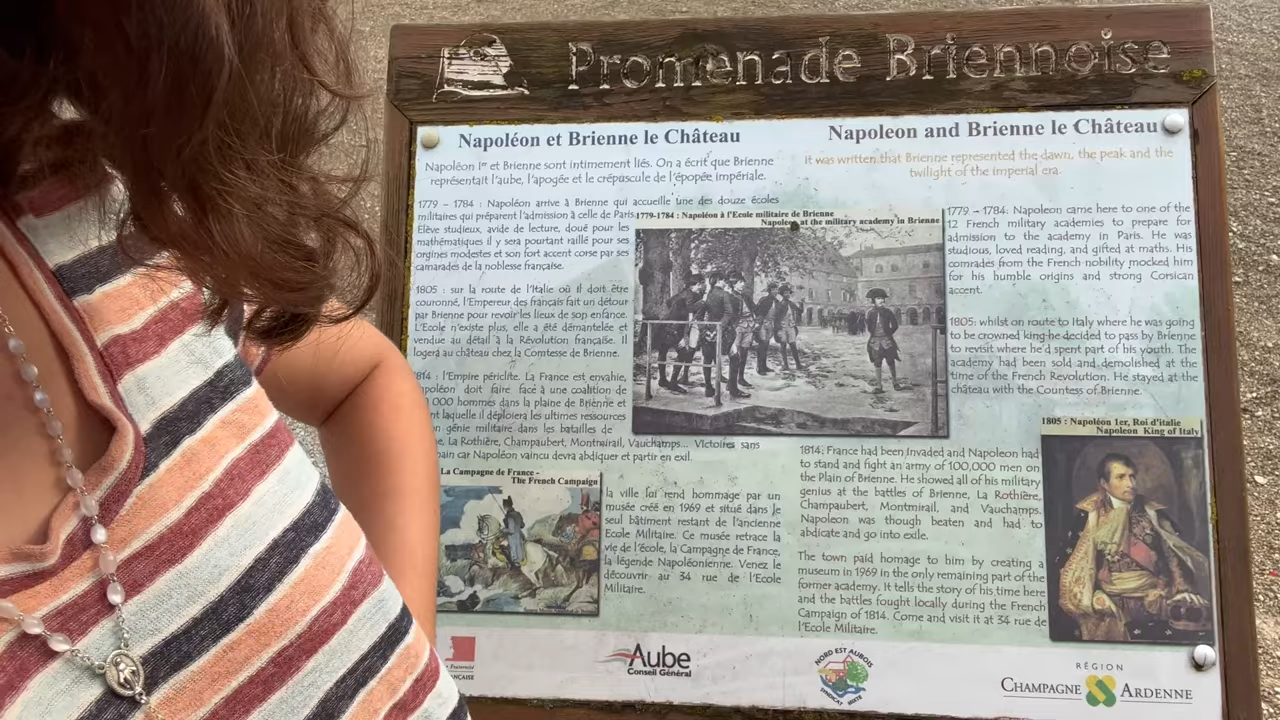 Promenade Briennoise
Napoléon et Brienne le Château
Napoléon Iᵉʳ et Brienne sont intimement liés. On a écrit que Brienne
représentait l'aube, l'apogée et le crépuscule de l'épopée impériale.
1779 – 1784 : Napoléon arrive à Brienne qui accueille une des douze écoles
militaires qui préparent l'admission à celle de Paris.
Elève studieux, avide de lecture, doué pour les
mathématiques il y sera pourtant raillé pour ses
orgines modestes et son fort accent corse par ses
camarades de la noblesse française.
1805 : sur la route de l'Italie où il doit être
couronné, l'Empereur des français fait un détour
par Brienne pour revoir les lieux de son enfance.
L'Ecole n'existe plus, elle a été démantelée et
vendue au détail à la Révolution française. Il
logera au château chez la Comtesse de Brienne.
1814 : l'Empire périclite. La France est envahie,
Napoléon doit faire face à une coalition de
000 hommes dans la plaine de Brienne et
laquelle il déploiera les ultimes ressources
génie militaire dans les batailles de
La Rothière, Champaubert, Montmirail, Vauchamps... Victoires sans
car Napoléon vaincu devra abdiquer et partir en exil.
1779-1784 : Napoléon à l'Ecole militaire de Brienne
Napoleon at the military academy in Brienne
La Campagne de France -
The French Campaign
la ville lui rend hommage par un
musée créé en 1969 et situé dans le
seul bâtiment restant de l'ancienne
Ecole Militaire. Ce musée retrace la
vie de l'école, la Campagne de France,
la légende Napoléonienne. Venez le
découvrir au 34 rue de l'Ecole
Militaire.
Napoleon and Brienne le Château
It was written that Brienne represented the dawn, the peak and the
twilight of the imperial era.
1779 – 1784: Napoleon came here to one of the
12 French military academies to prepare for
admission to the academy in Paris. He was
studious, loved reading, and gifted at maths. His
comrades from the French nobility mocked him
for his humble origins and strong Corsican
accent.
1805: whilst on route to Italy where he was going
to be crowned king he decided to pass by Brienne
to revisit where he'd spent part of his youth. The
academy had been sold and demolished at the
time of the French Revolution. He stayed at the
château with the Countess of Brienne.
1814: France had been invaded and Napoleon had
to stand and fight an army of 100,000 men on
the Plain of Brienne. He showed all of his military
genius at the battles of Brienne, La Rothière,
Champaubert, Montmirail, and Vauchamps.
Napoleon was though beaten and had to
abdicate and go into exile.
The town paid homage to him by creating a
museum in 1969 in the only remaining part of the
former academy. It tells the story of his time here
and the battles fought locally during the French
Campaign of 1814. Come and visit it at 34 rue de
l'Ecole Militaire.
1805 : Napoléon 1er, Roi d'italie
Napoleon King of Italy
Aube
Conseil Général
NORD EST AUBOIS
RÉGION
CHAMPAGNE ARDENNE